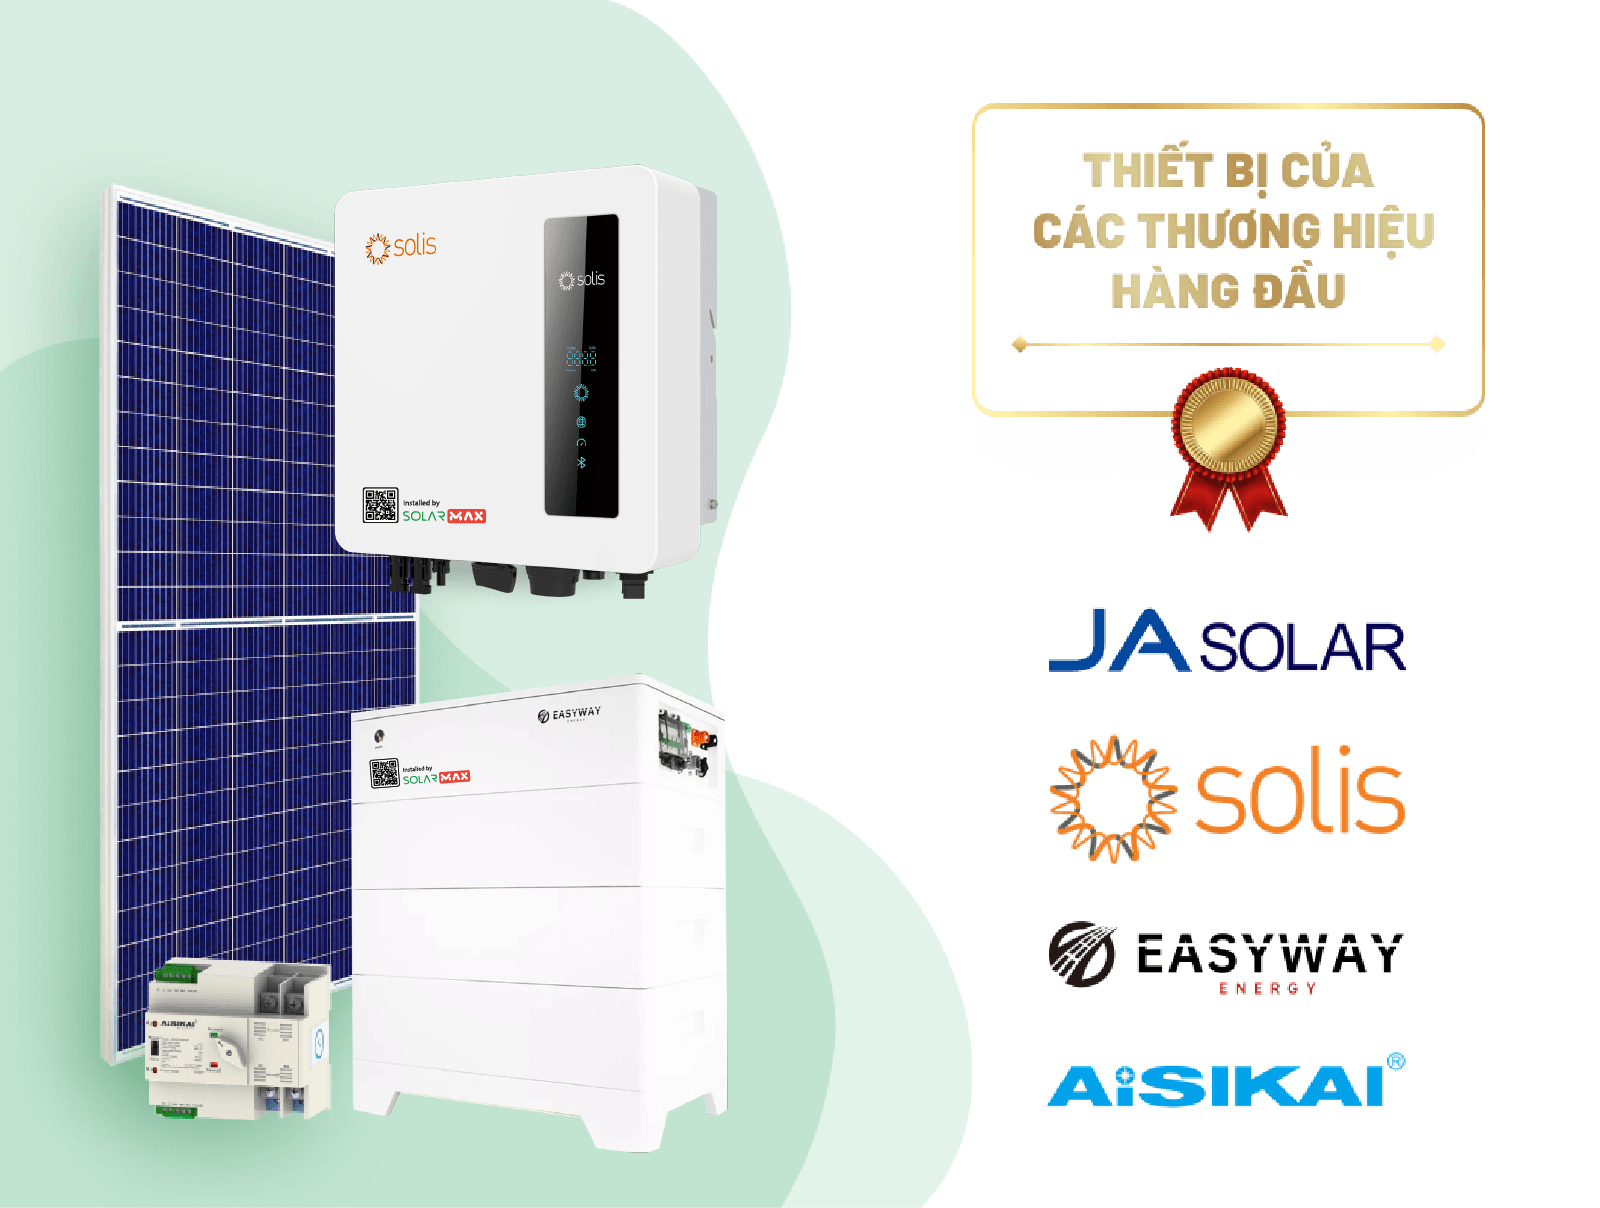 THIẾT BỊ CỦA
CÁC THƯƠNG HIỆU
HÀNG ĐẦU
solis
solis
Installed by
SOLAR MAX
EASYWAY
ENERGY
Installed by
SOLAR MAX
AiSIKAI
JA SOLAR
solis
EASYWAY
ENERGY
AiSIKAI®